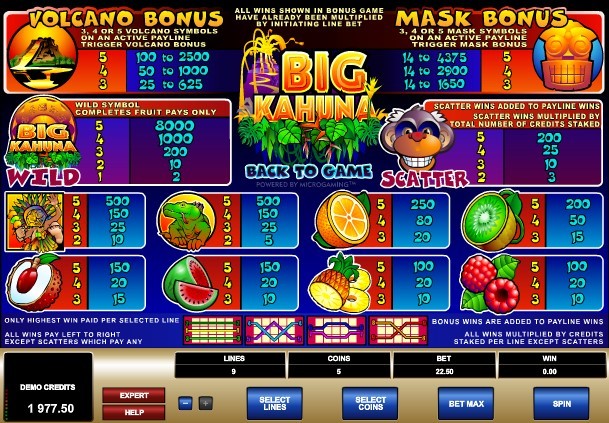 VOLCANO BONUS
3, 4 OR 5 VOLCANO SYMBOLS
ON AN ACTIVE PAYLINE
TRIGGER VOLCANO BONUS
5 100 to 2500
4 50 to 1000
3 25 to 625
ALL WINS SHOWN IN BONUS GAME
HAVE ALREADY BEEN MULTIPLIED
BY INITIATING LINE BET
MASK BONUS
3, 4 OR 5 MASK SYMBOLS
ON AN ACTIVE PAYLINE
TRIGGER MASK BONUS
5 14 to 4375
4 14 to 2900
3 14 to 1650
BIG
KAHUNA
BACK TO GAME
POWERED BY MICROGAMING™
BIG
KAHUNA
WILD
WILD SYMBOL
COMPLETES FRUIT PAYS ONLY
5 8000
4 1000
3 200
2 10
1 2
SCATTER
SCATTER WINS ADDED TO PAYLINE WINS
SCATTER WINS MULTIPLIED BY
TOTAL NUMBER OF CREDITS STAKED
5 200
4 25
3 10
2 3
5 500
4 150
3 25
2 10
5 500
4 150
3 25
2 5
5 250
4 80
3 20
5 200
4 50
3 15
5 150
4 20
3 15
5 150
4 20
3 10
5 100
4 20
3 15
5 100
4 20
3 10
ONLY HIGHEST WIN PAID PER SELECTED LINE
ALL WINS PAY LEFT TO RIGHT
EXCEPT SCATTERS WHICH PAY ANY
BONUS WINS ARE ADDED TO PAYLINE WINS
ALL WINS MULTIPLIED BY CREDITS
STAKED PER LINE EXCEPT SCATTERS
LINES COINS BET WIN
9 5 22.50 0.00
DEMO CREDITS
1 977.50
EXPERT
HELP
SELECT
LINES
SELECT
COINS
BET MAX
SPIN